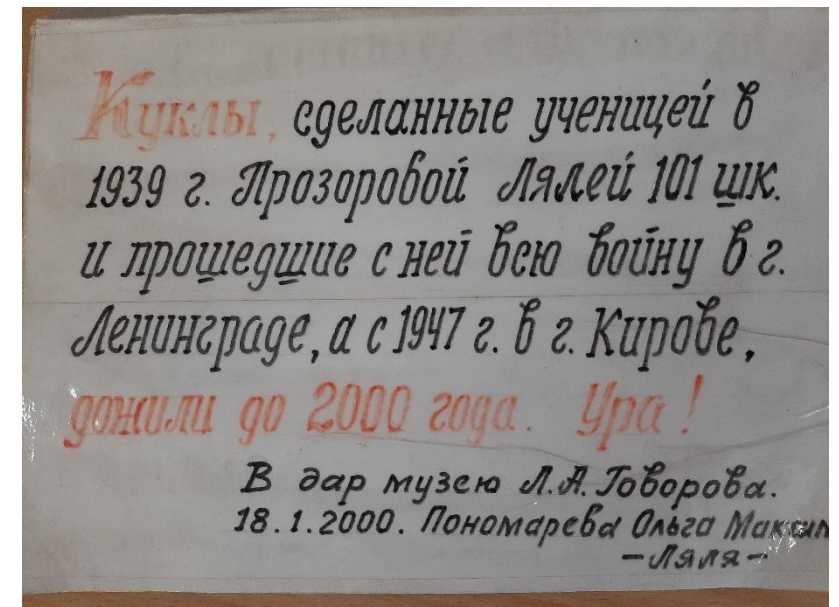 Куклы, сделанные ученицей в
1939 г. Прозоровой Лялей 101 шк.
и прошедшие с ней всю войну в г.
Ленинграде, а с 1947 г. в г. Кирове,
дожили до 2000 года. Ура!
В дар музею Л.А. Говорова.
18.1.2000. Пономарева Ольга
-Ляля-